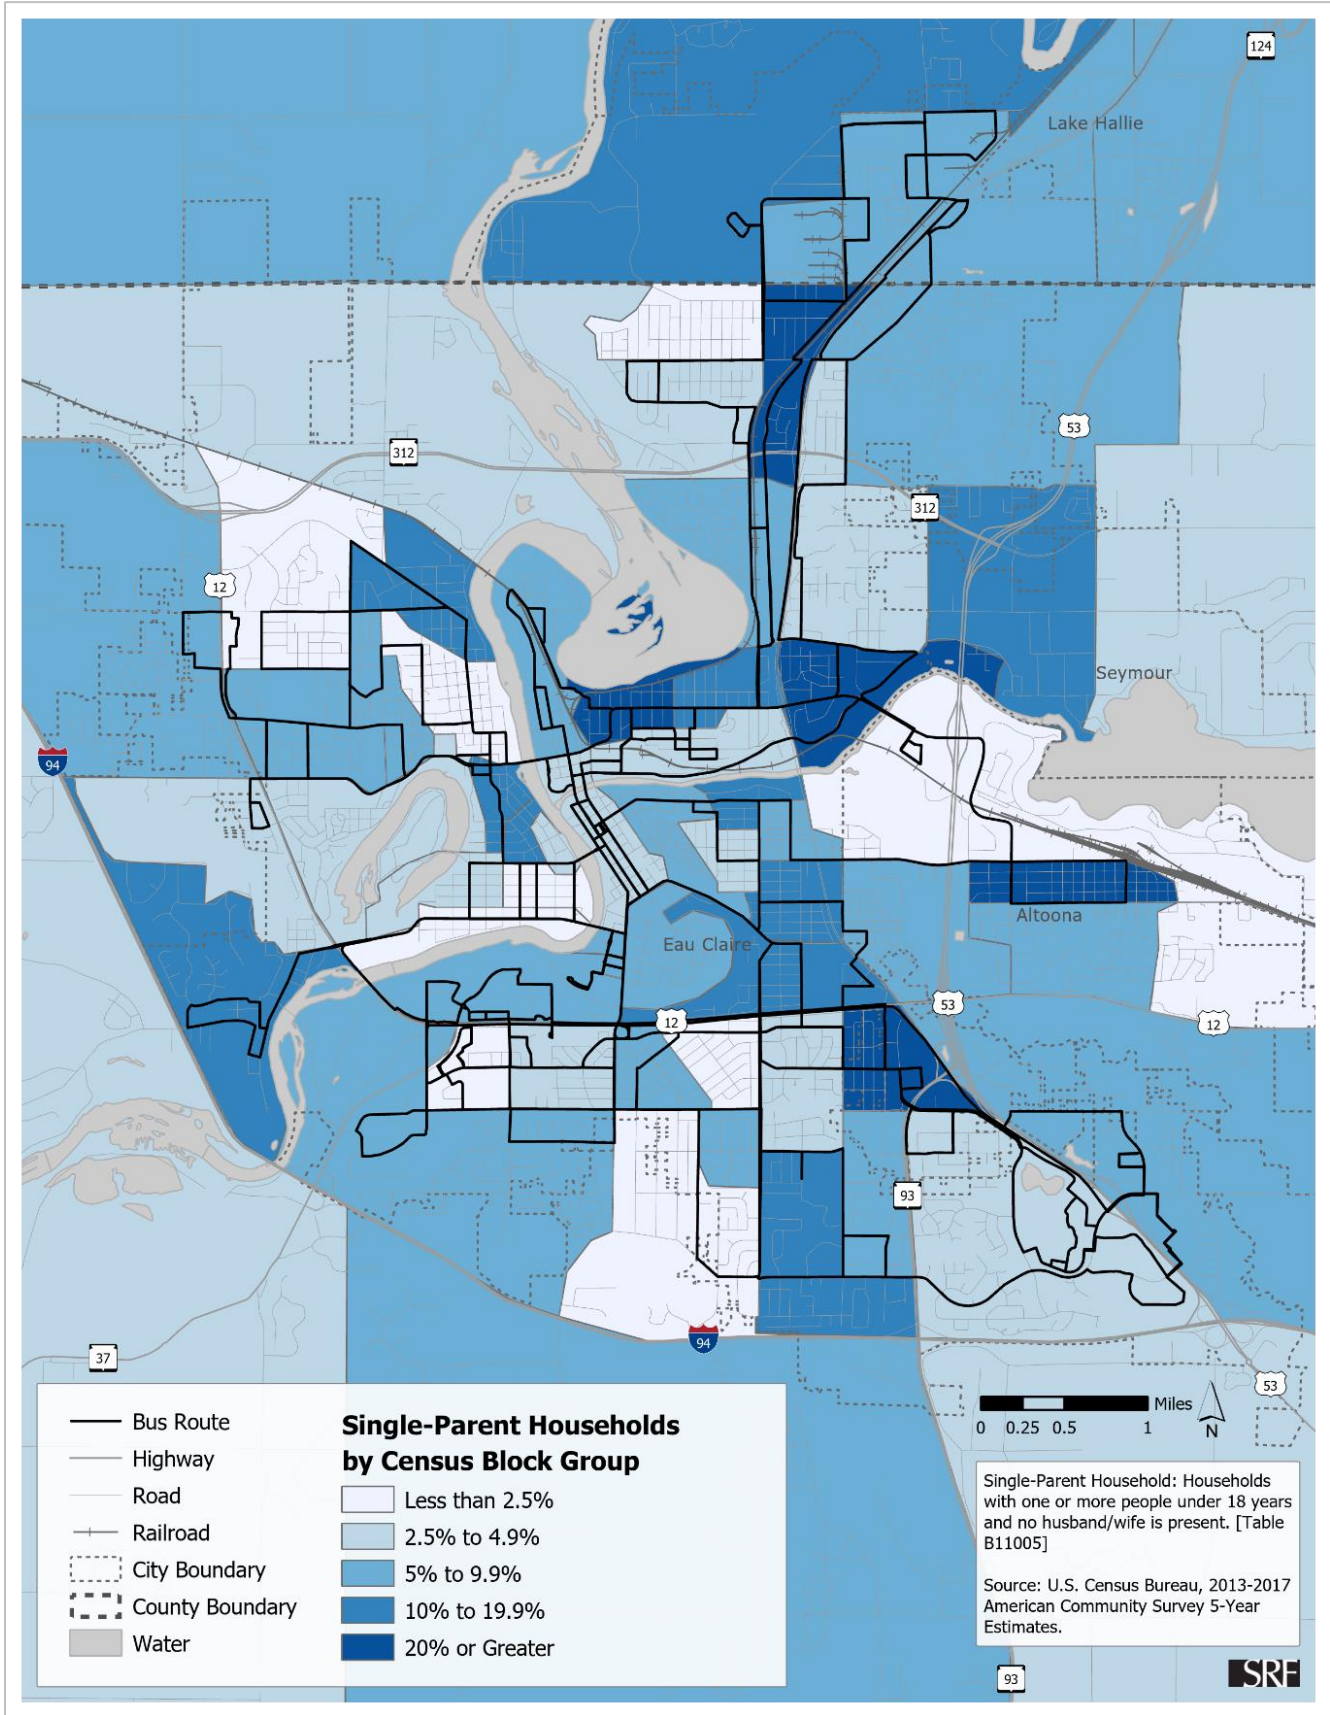 124
Lake Hallie
53
312
312
12
Seymour
94
Altoona
Eau Claire
53
12
12
93
94
37
53
Bus Route
Highway
Road
Railroad
City Boundary
County Boundary
Water
Single-Parent Households
by Census Block Group
Less than 2.5%
2.5% to 4.9%
5% to 9.9%
10% to 19.9%
20% or Greater
Miles
0 0.25 0.5 1
N
Single-Parent Household: Households
with one or more people under 18 years
and no husband/wife is present. [Table
B11005]
Source: U.S. Census Bureau, 2013-2017
American Community Survey 5-Year
Estimates.
93
SRF